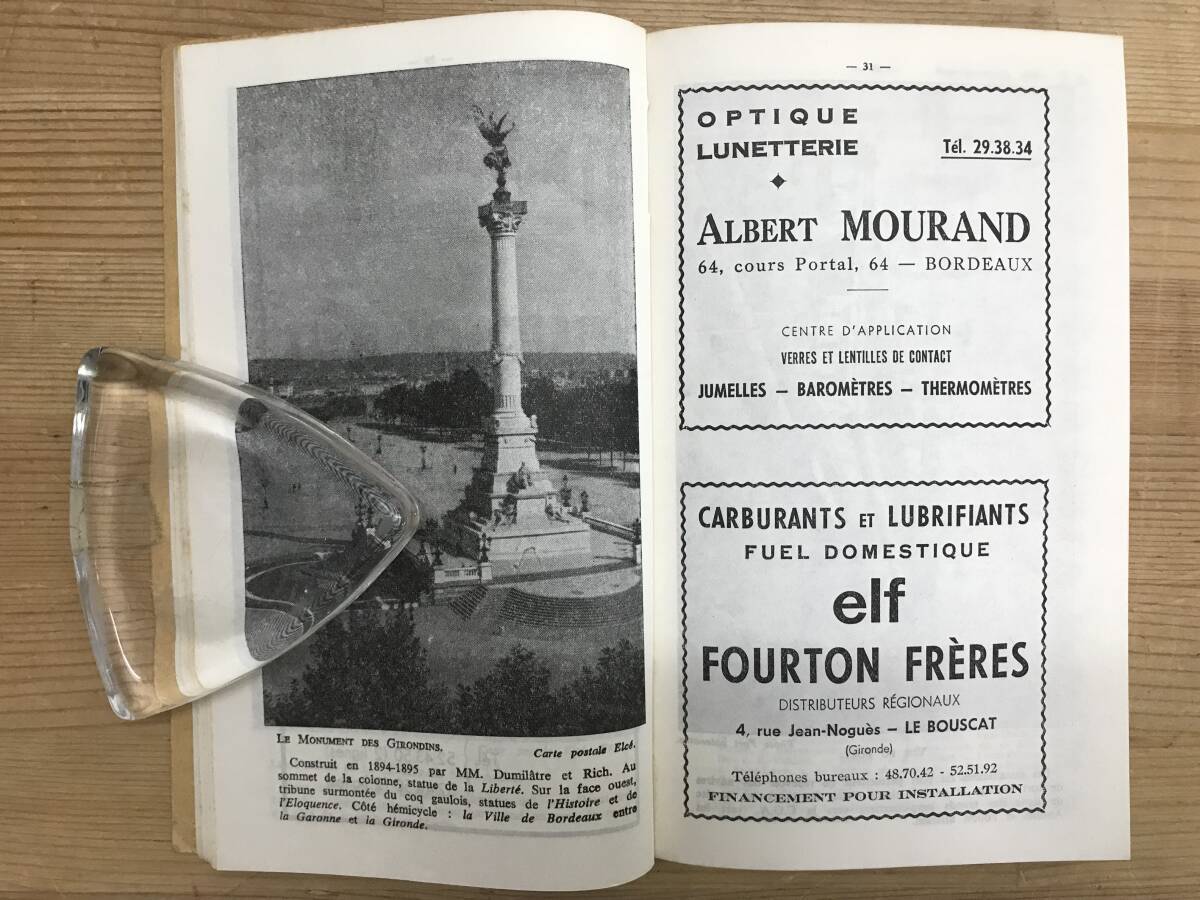 LE MONUMENT DES GIRONDINS.
Carte postale Elcé.
Construit en 1894-1895 par MM. Dumilâtre et Rich. Au
sommet de la colonne, statue de la Liberté. Sur la face ouest,
tribune surmontée du coq gaulois, statues de l'Histoire et de
l'Eloquence. Côté hémicycle : la Ville de Bordeaux entre
la Garonne et la Gironde.
— 31 —
OPTIQUE
LUNETTERIE
Tél. 29.38.34
ALBERT MOURAND
64, cours Portal, 64 — BORDEAUX
CENTRE D'APPLICATION
VERRES ET LENTILLES DE CONTACT
JUMELLES — BAROMÈTRES — THERMOMÈTRES
CARBURANTS ET LUBRIFIANTS
FUEL DOMESTIQUE
elf
FOURTON FRÈRES
DISTRIBUTEURS RÉGIONAUX
4, rue Jean-Noguès — LE BOUSCAT
(Gironde)
Téléphones bureaux : 48.70.42 - 52.51.92
FINANCEMENT POUR INSTALLATION